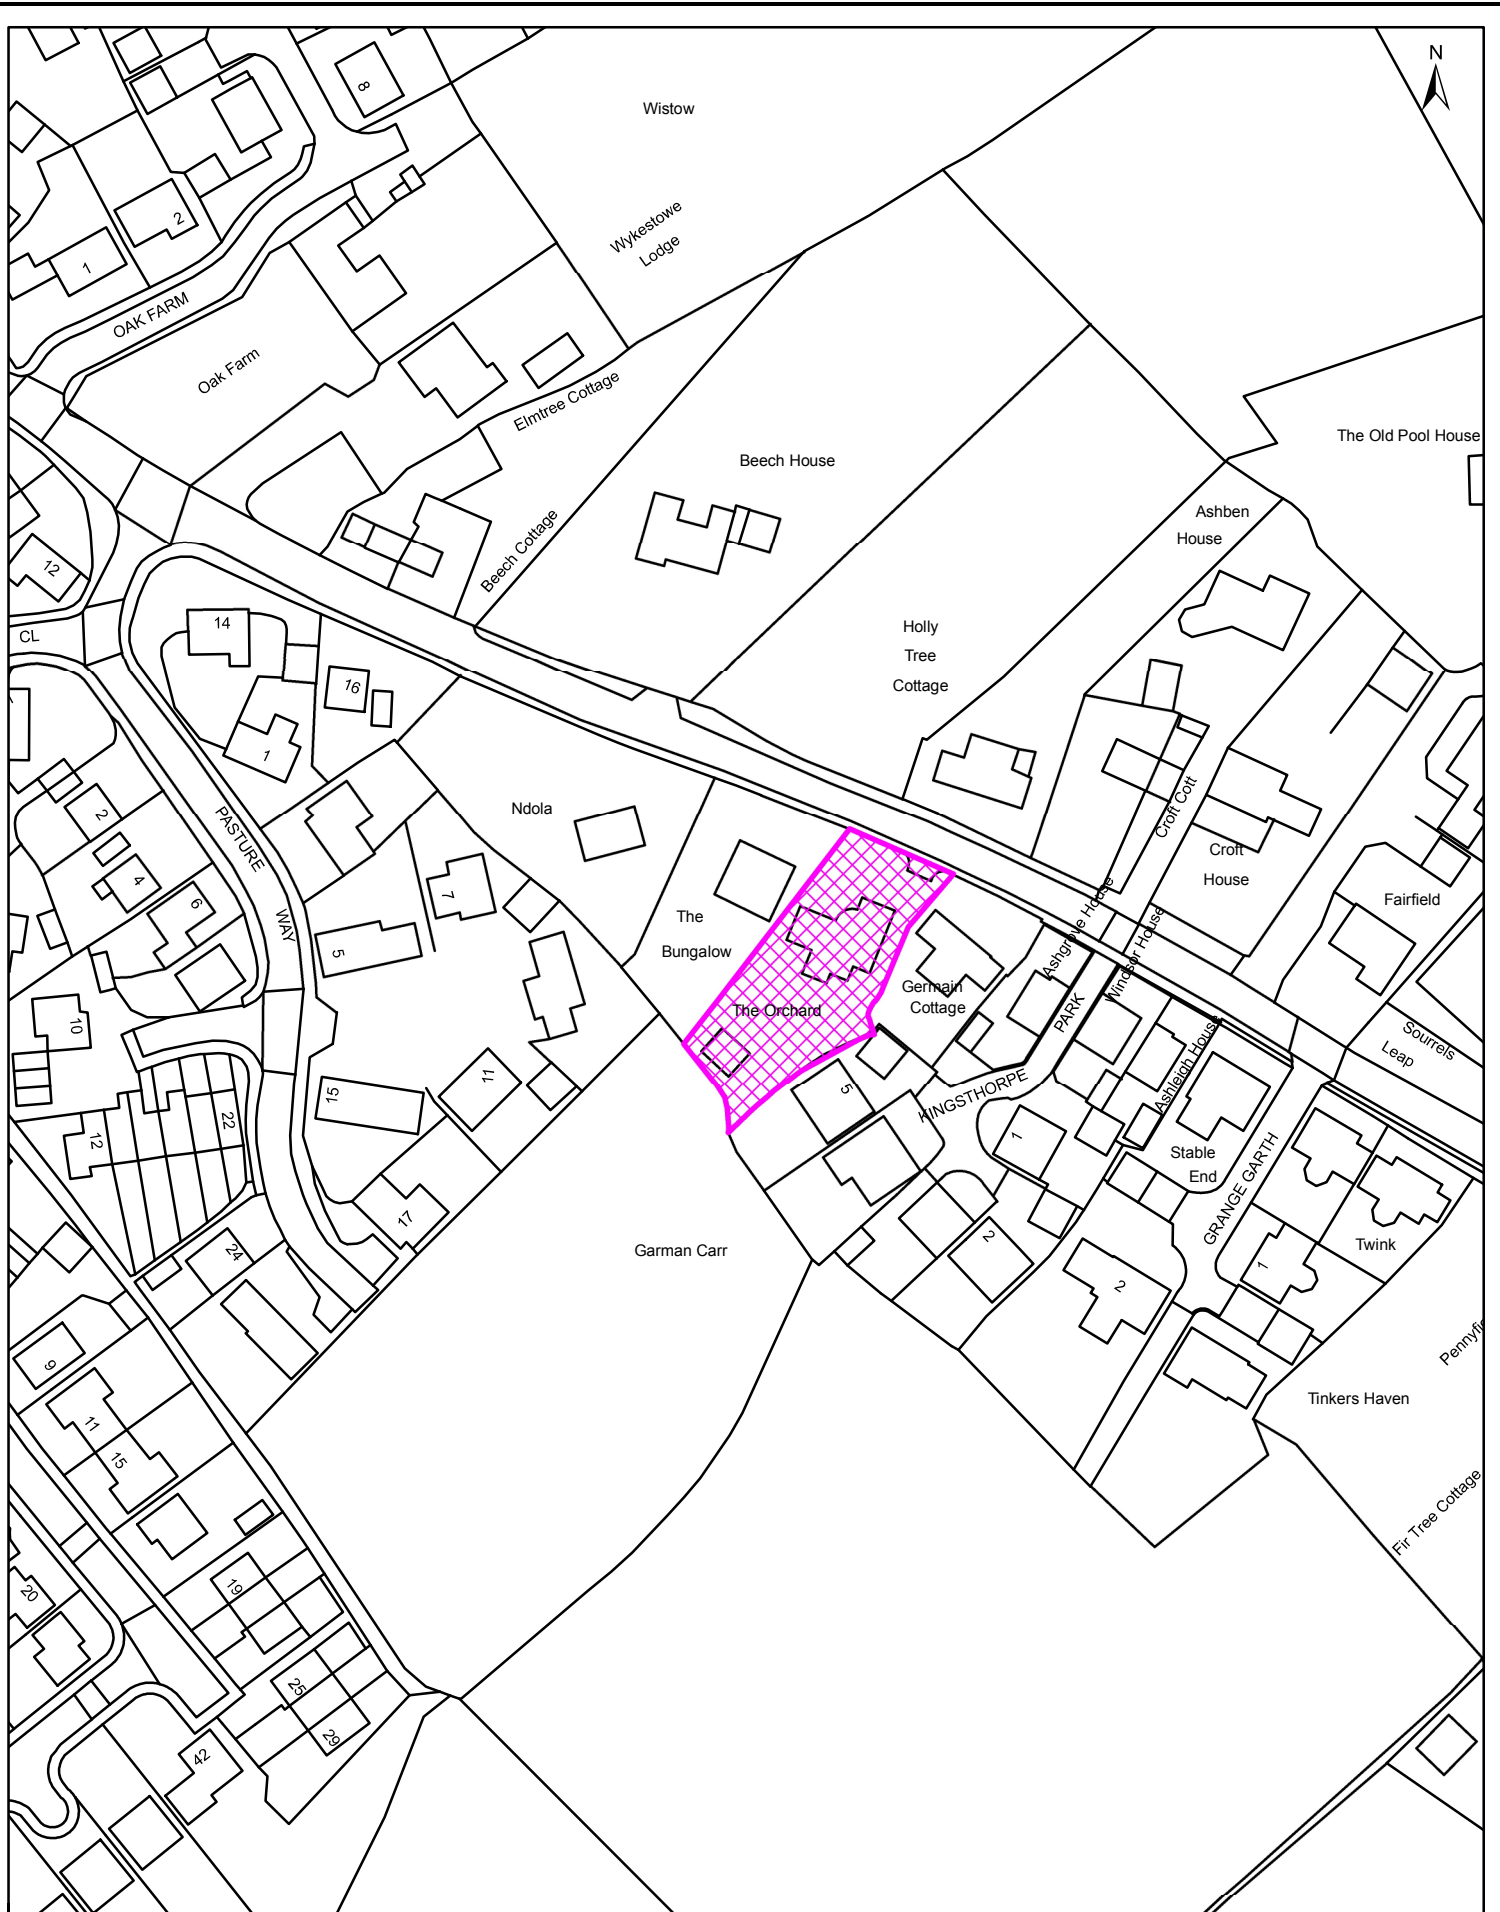 N
8
Wistow
2
Wykestowe
Lodge
1
OAK FARM
Oak Farm
Elmtree Cottage
The Old Pool House
Beech House
Ashben
House
Beech Cottage
12
CL
14
Holly
Tree
Cottage
16
1
Ndola
Croft Cott
PASTURE
2
Croft
House
4
7
6
Fairfield
The
Bungalow
WAY
5
Ashgrove House
Windsor House
Germain
Cottage
The Orchard
PARK
10
Sourrels
Leap
Ashleigh House
11
5
15
KINGSTHORPE
22
12
1
Stable
End
GRANGE GARTH
17
24
2
Garman Carr
Twink
1
2
9
Tinkers Haven
11
15
Fir Tree Cottage
19
20
25
29
42